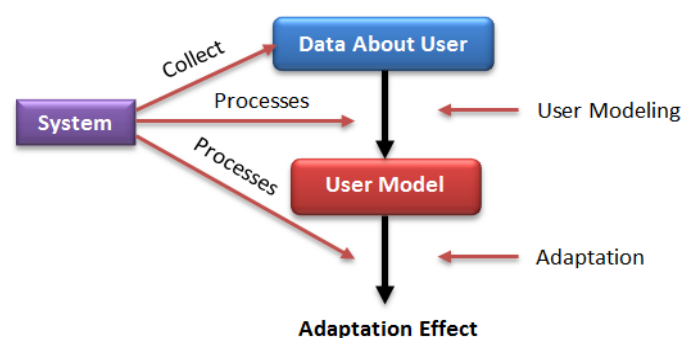 Data About User
Collect
Processes
User Modeling
System
Processes
User Model
Adaptation
Adaptation Effect